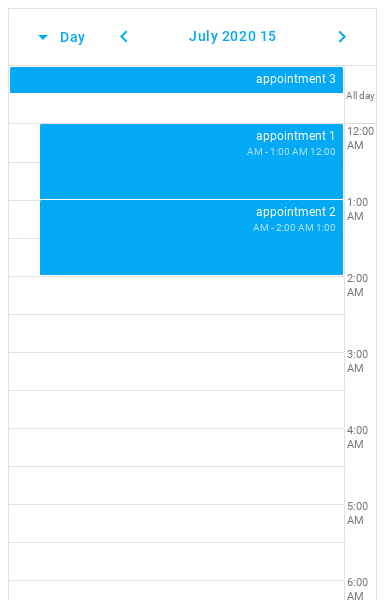 Day
July 2020 15
appointment 3
All day
12:00
AM
appointment 1
AM - 1:00 AM 12:00
1:00
AM
appointment 2
AM - 2:00 AM 1:00
2:00
AM
3:00
AM
4:00
AM
5:00
AM
6:00
AM